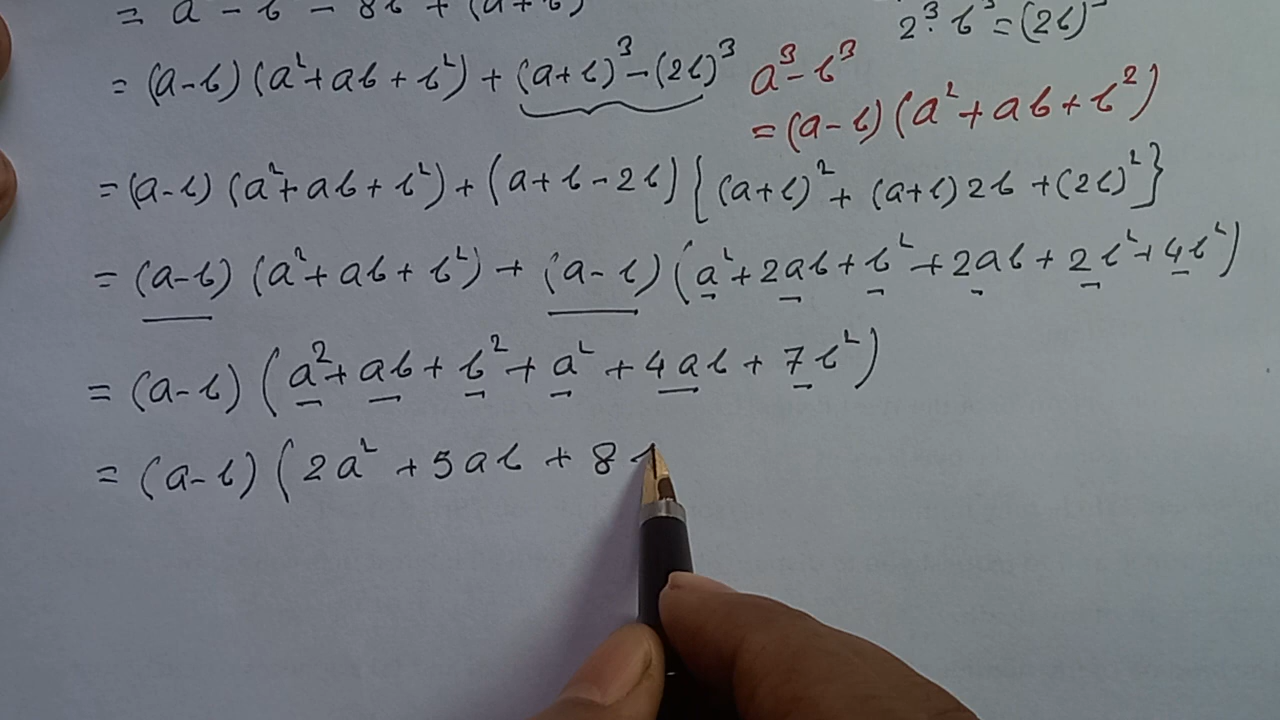 = a - b - 8b + (a+b)
2³· b³ = (2b)³
= (a-b) (a²+ab+b²) + (a+b)³-(2b)³
a³-b³
= (a-b) (a²+ab+b²)
= (a-b) (a²+ab+b²) + (a+b-2b) {(a+b)² + (a+b) 2b + (2b)²}
= (a-b) (a²+ab+b²) + (a-b) (a²+2ab+b²+2ab+2b²+4b²)
= (a-b) (a²+ab+b²+a²+4ab+7b²)
= (a-b) (2a²+5ab+8